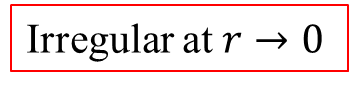 Irregular at r → 0